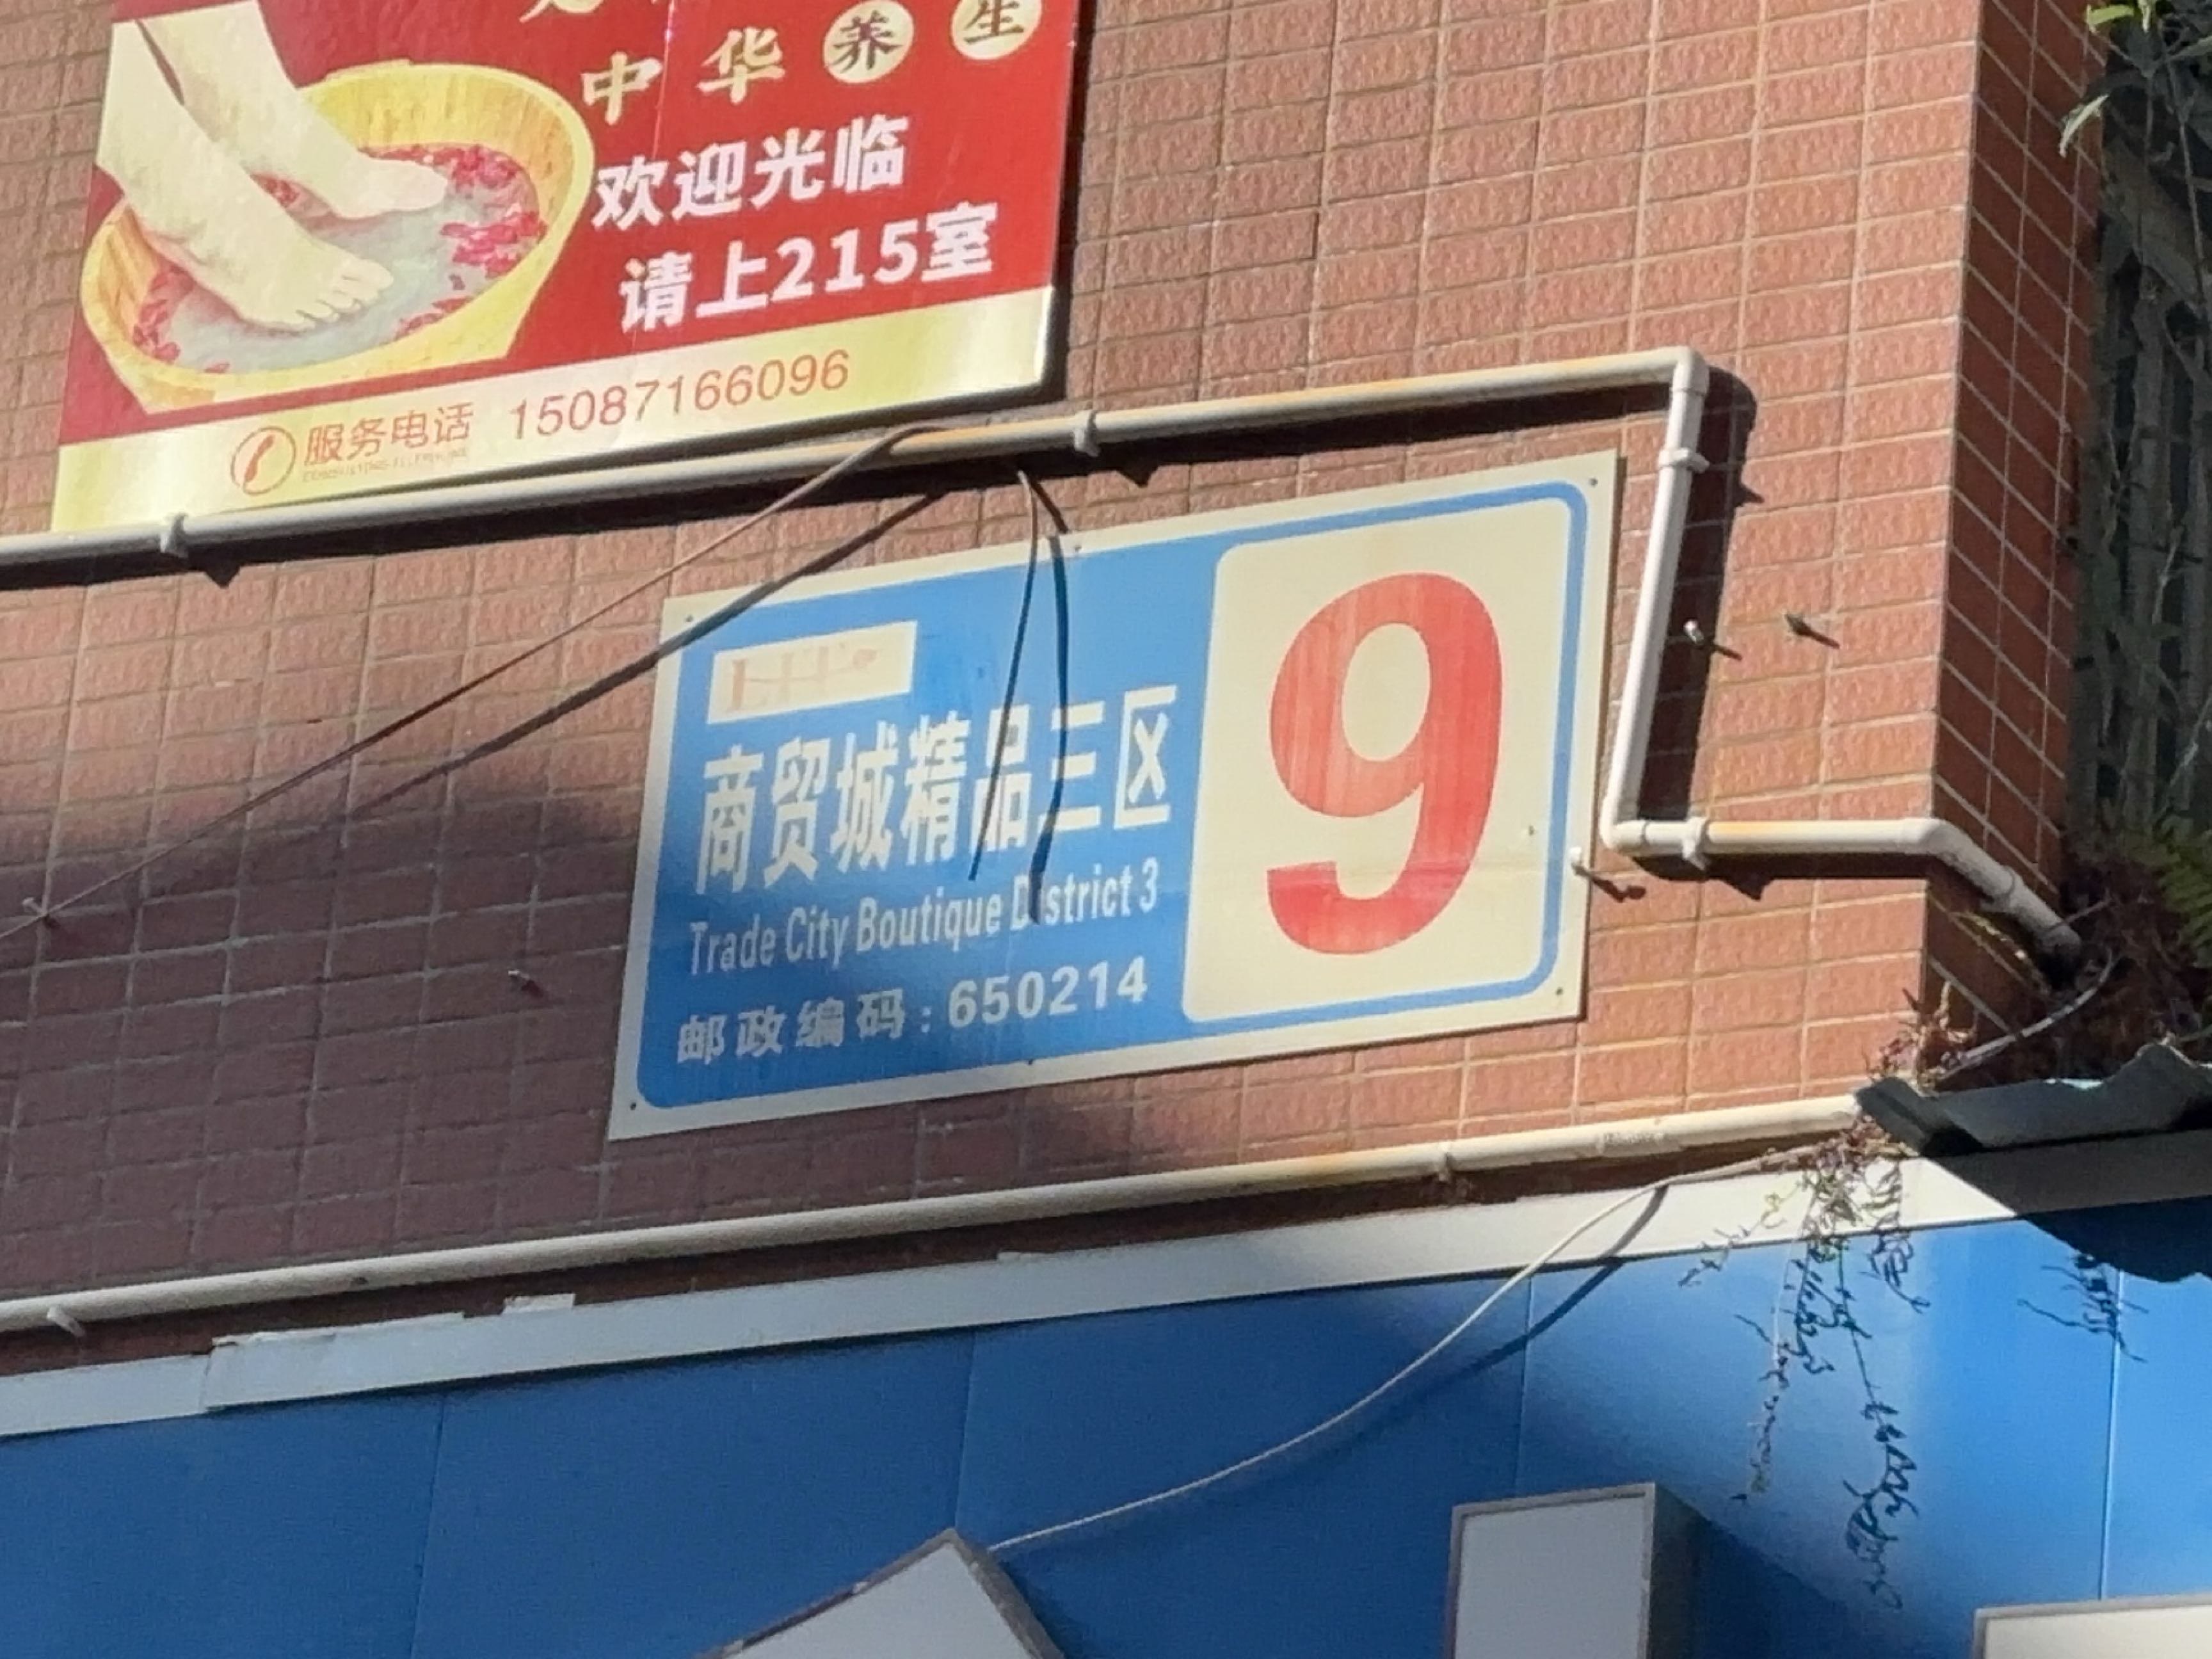 中华养生
欢迎光临
请上215室
服务电话 15087166096
商贸城精品三区
Trade City Boutique District 3
邮政编码:650214
9